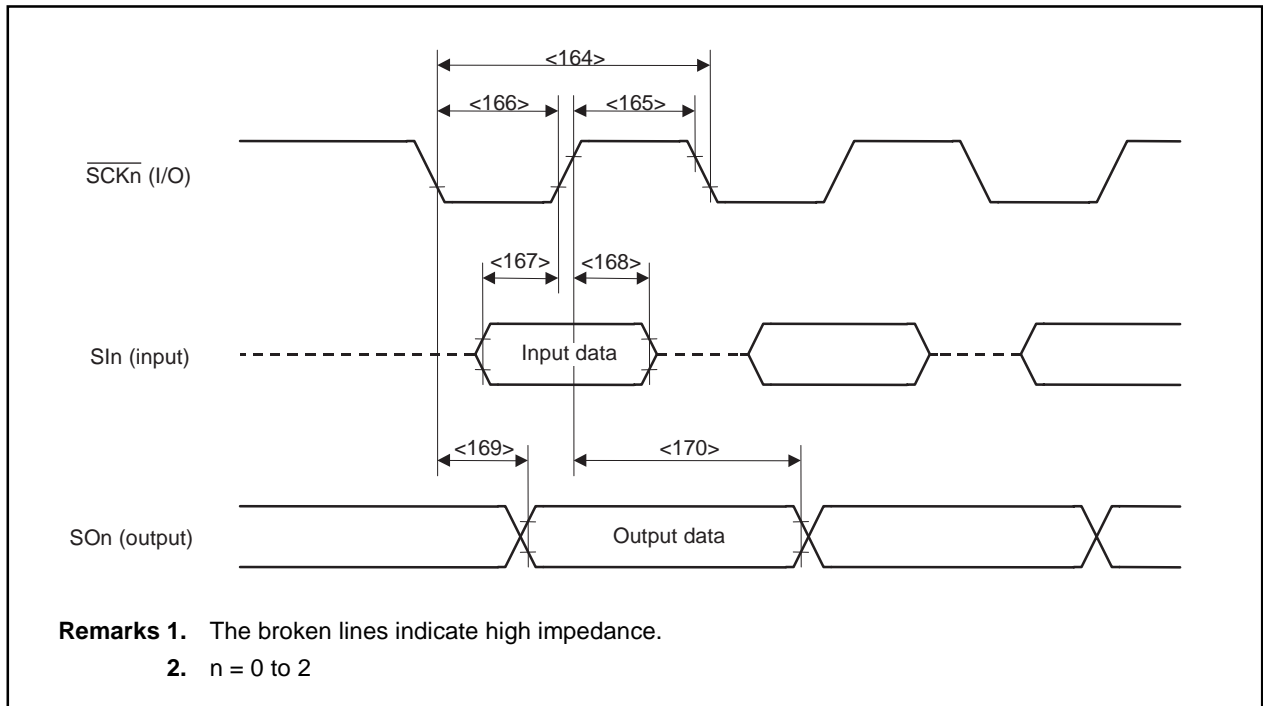 <164>
<166> <165>
S̅C̅K̅n̅ (I/O)
<167> <168>
SIn (input)
Input data
<169> <170>
SOn (output)
Output data
Remarks 1. The broken lines indicate high impedance.
2. n = 0 to 2